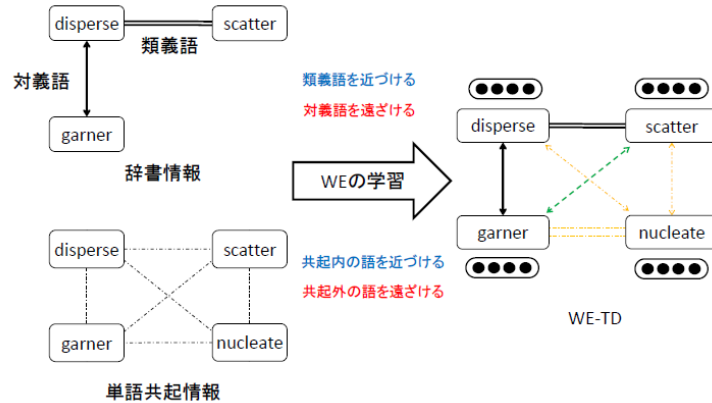 disperse
scatter
類義語
対義語
garner
辞書情報
類義語を近づける
対義語を遠ざける
WEの学習
disperse
scatter
garner
nucleate
WE-TD
disperse
scatter
garner
nucleate
単語共起情報
共起内の語を近づける
共起外の語を遠ざける